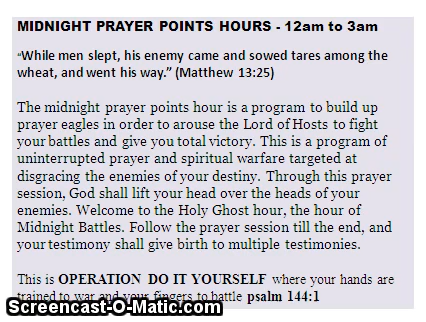 MIDNIGHT PRAYER POINTS HOURS - 12am to 3am
“While men slept, his enemy came and sowed tares among the
wheat, and went his way.” (Matthew 13:25)
The midnight prayer points hour is a program to build up
prayer eagles in order to arouse the Lord of Hosts to fight
your battles and give you total victory. This is a program of
uninterrupted prayer and spiritual warfare targeted at
disgracing the enemies of your destiny. Through this prayer
session, God shall lift your head over the heads of your
enemies. Welcome to the Holy Ghost hour, the hour of
Midnight Battles. Follow the prayer session till the end, and
your testimony shall give birth to multiple testimonies.
This is OPERATION DO IT YOURSELF where your hands are
trained to war and your fingers to battle psalm 144:1
Screencast-O-Matic.com